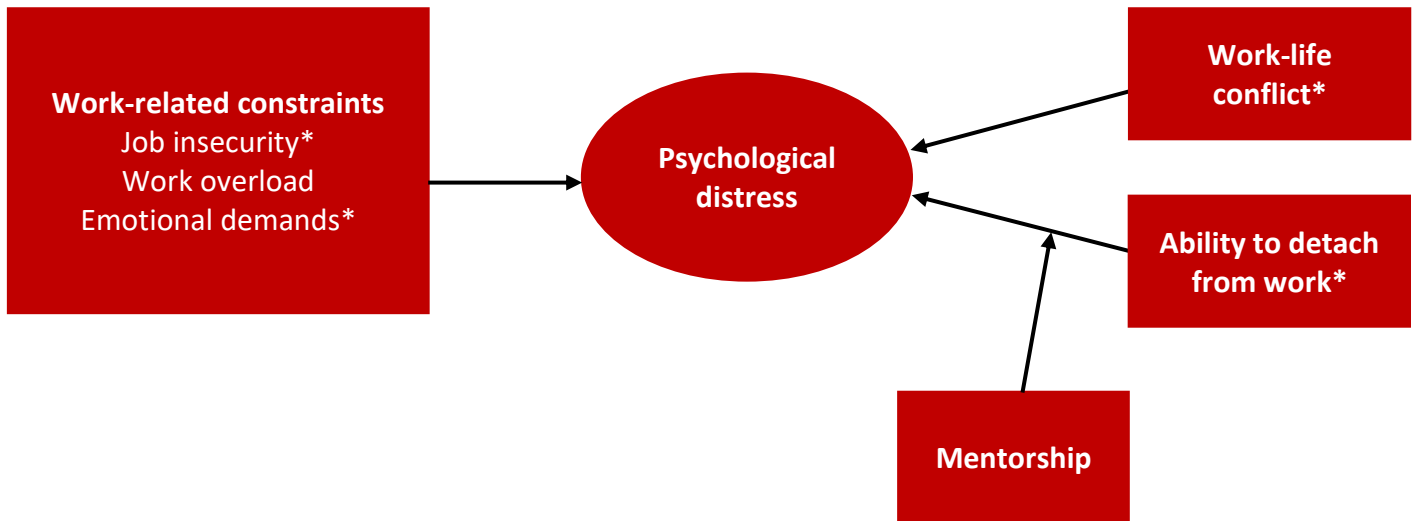 Work-related constraints
Job insecurity*
Work overload
Emotional demands*
Psychological
distress
Work-life
conflict*
Ability to detach
from work*
Mentorship